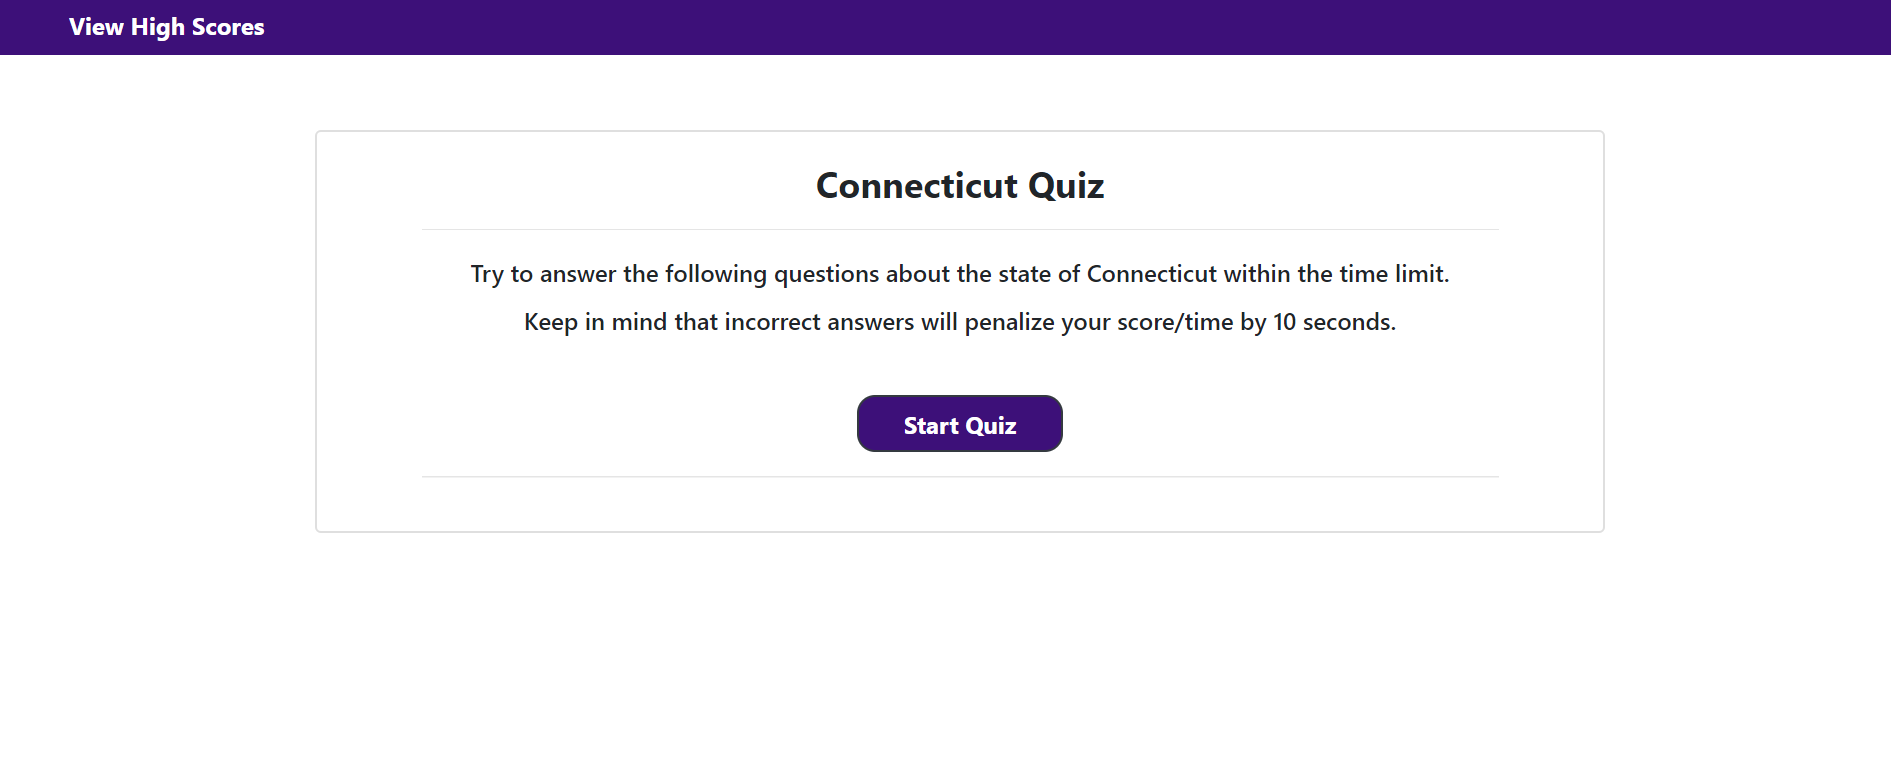 View High Scores
Connecticut Quiz
Try to answer the following questions about the state of Connecticut within the time limit.
Keep in mind that incorrect answers will penalize your score/time by 10 seconds.
Start Quiz